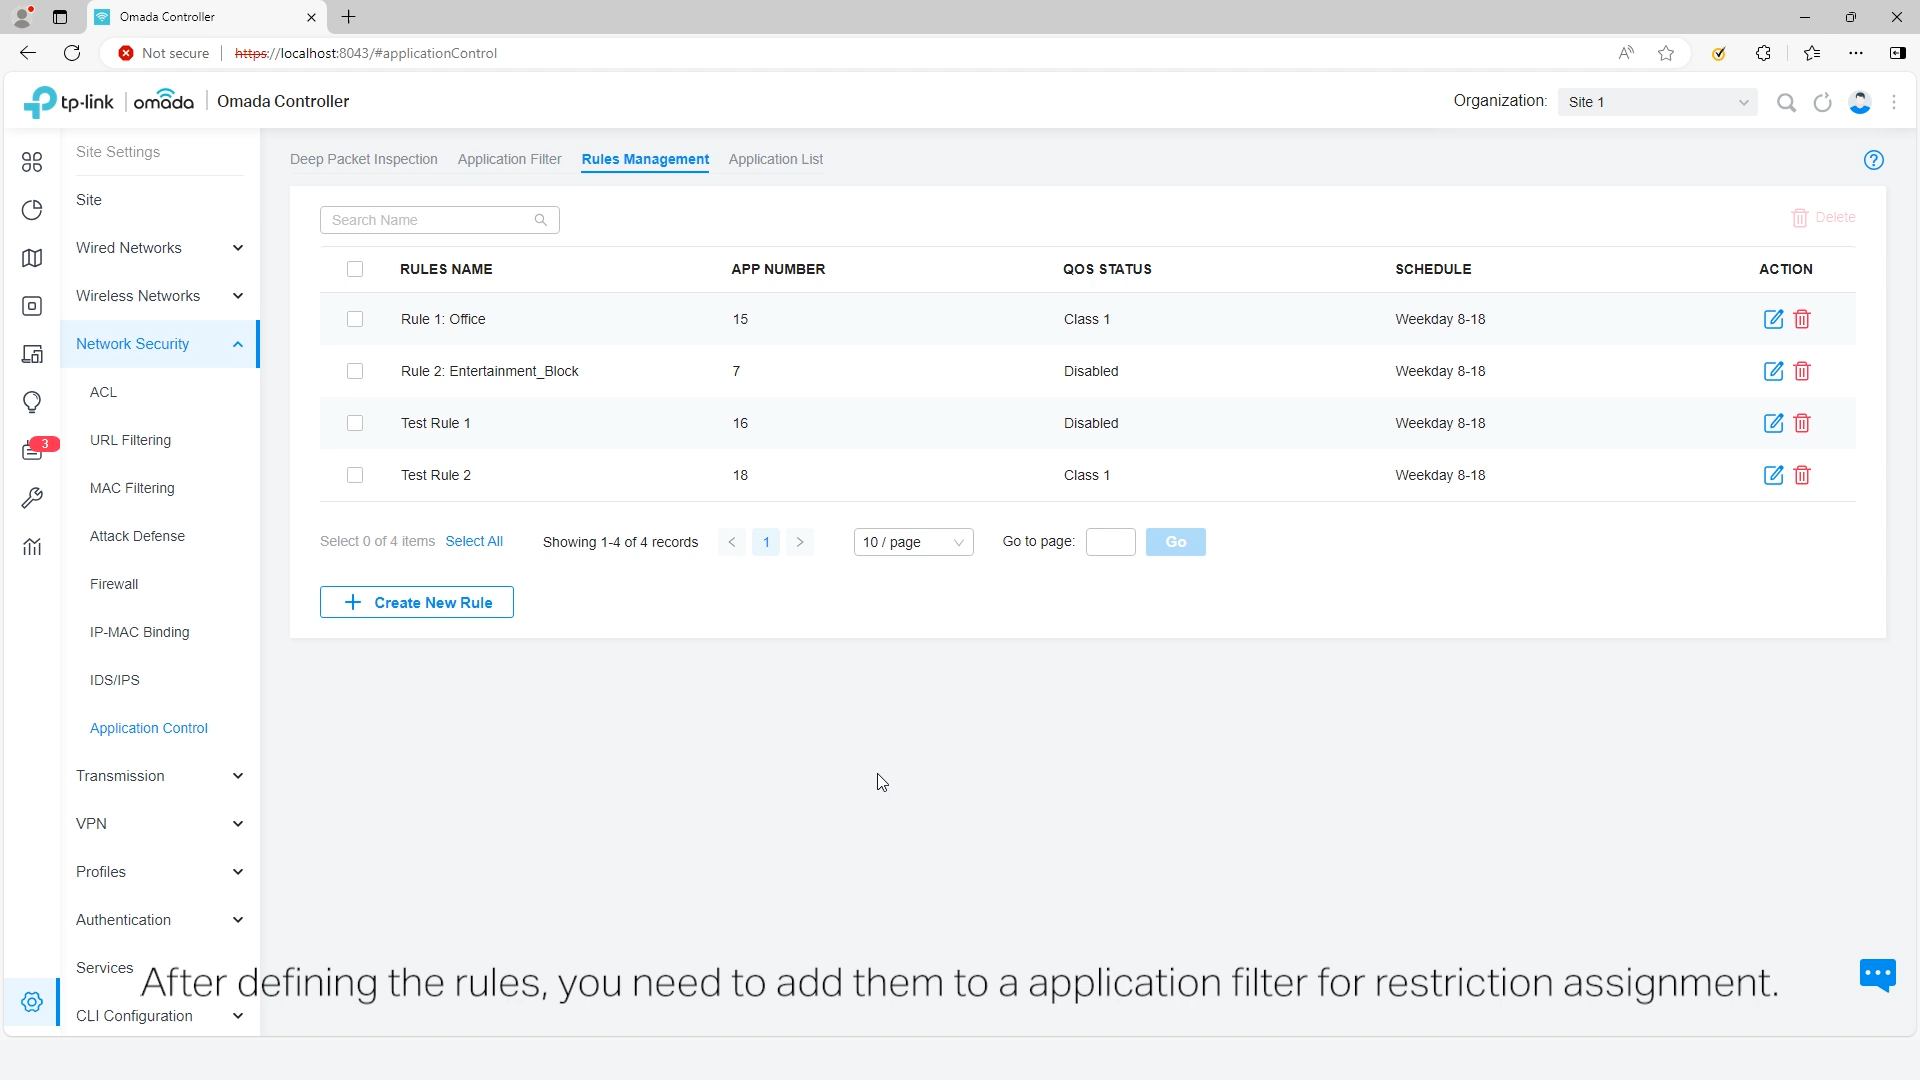 Omada Controller
Not secure
https://localhost:8043/#applicationControl
tp-link
omada
Omada Controller
Organization:
Site 1
Site Settings
Site
Wired Networks
Wireless Networks
Network Security
ACL
URL Filtering
3
MAC Filtering
Attack Defense
Firewall
IP-MAC Binding
IDS/IPS
Application Control
Transmission
VPN
Profiles
Authentication
Services
CLI Configuration
Deep Packet Inspection
Application Filter
Rules Management
Application List
Search Name
Delete
RULES NAME APP NUMBER QOS STATUS SCHEDULE ACTION
Rule 1: Office 15 Class 1 Weekday 8-18
Rule 2: Entertainment_Block 7 Disabled Weekday 8-18
Test Rule 1 16 Disabled Weekday 8-18
Test Rule 2 18 Class 1 Weekday 8-18
Select 0 of 4 items Select All Showing 1-4 of 4 records < 1 > 10 / page Go to page: Go
Create New Rule
After defining the rules, you need to add them to a application filter for restriction assignment.